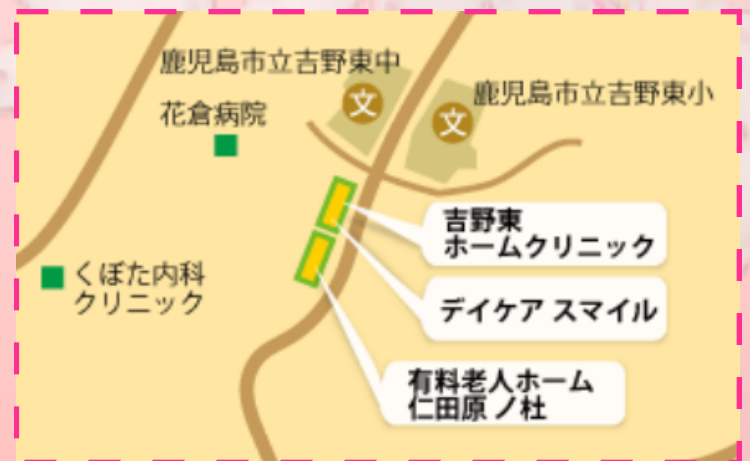 鹿児島市立吉野東中
文
鹿児島市立吉野東小
文
花倉病院
吉野東
ホームクリニック
くぼた内科
クリニック
デイケア スマイル
有料老人ホーム
仁田原ノ杜